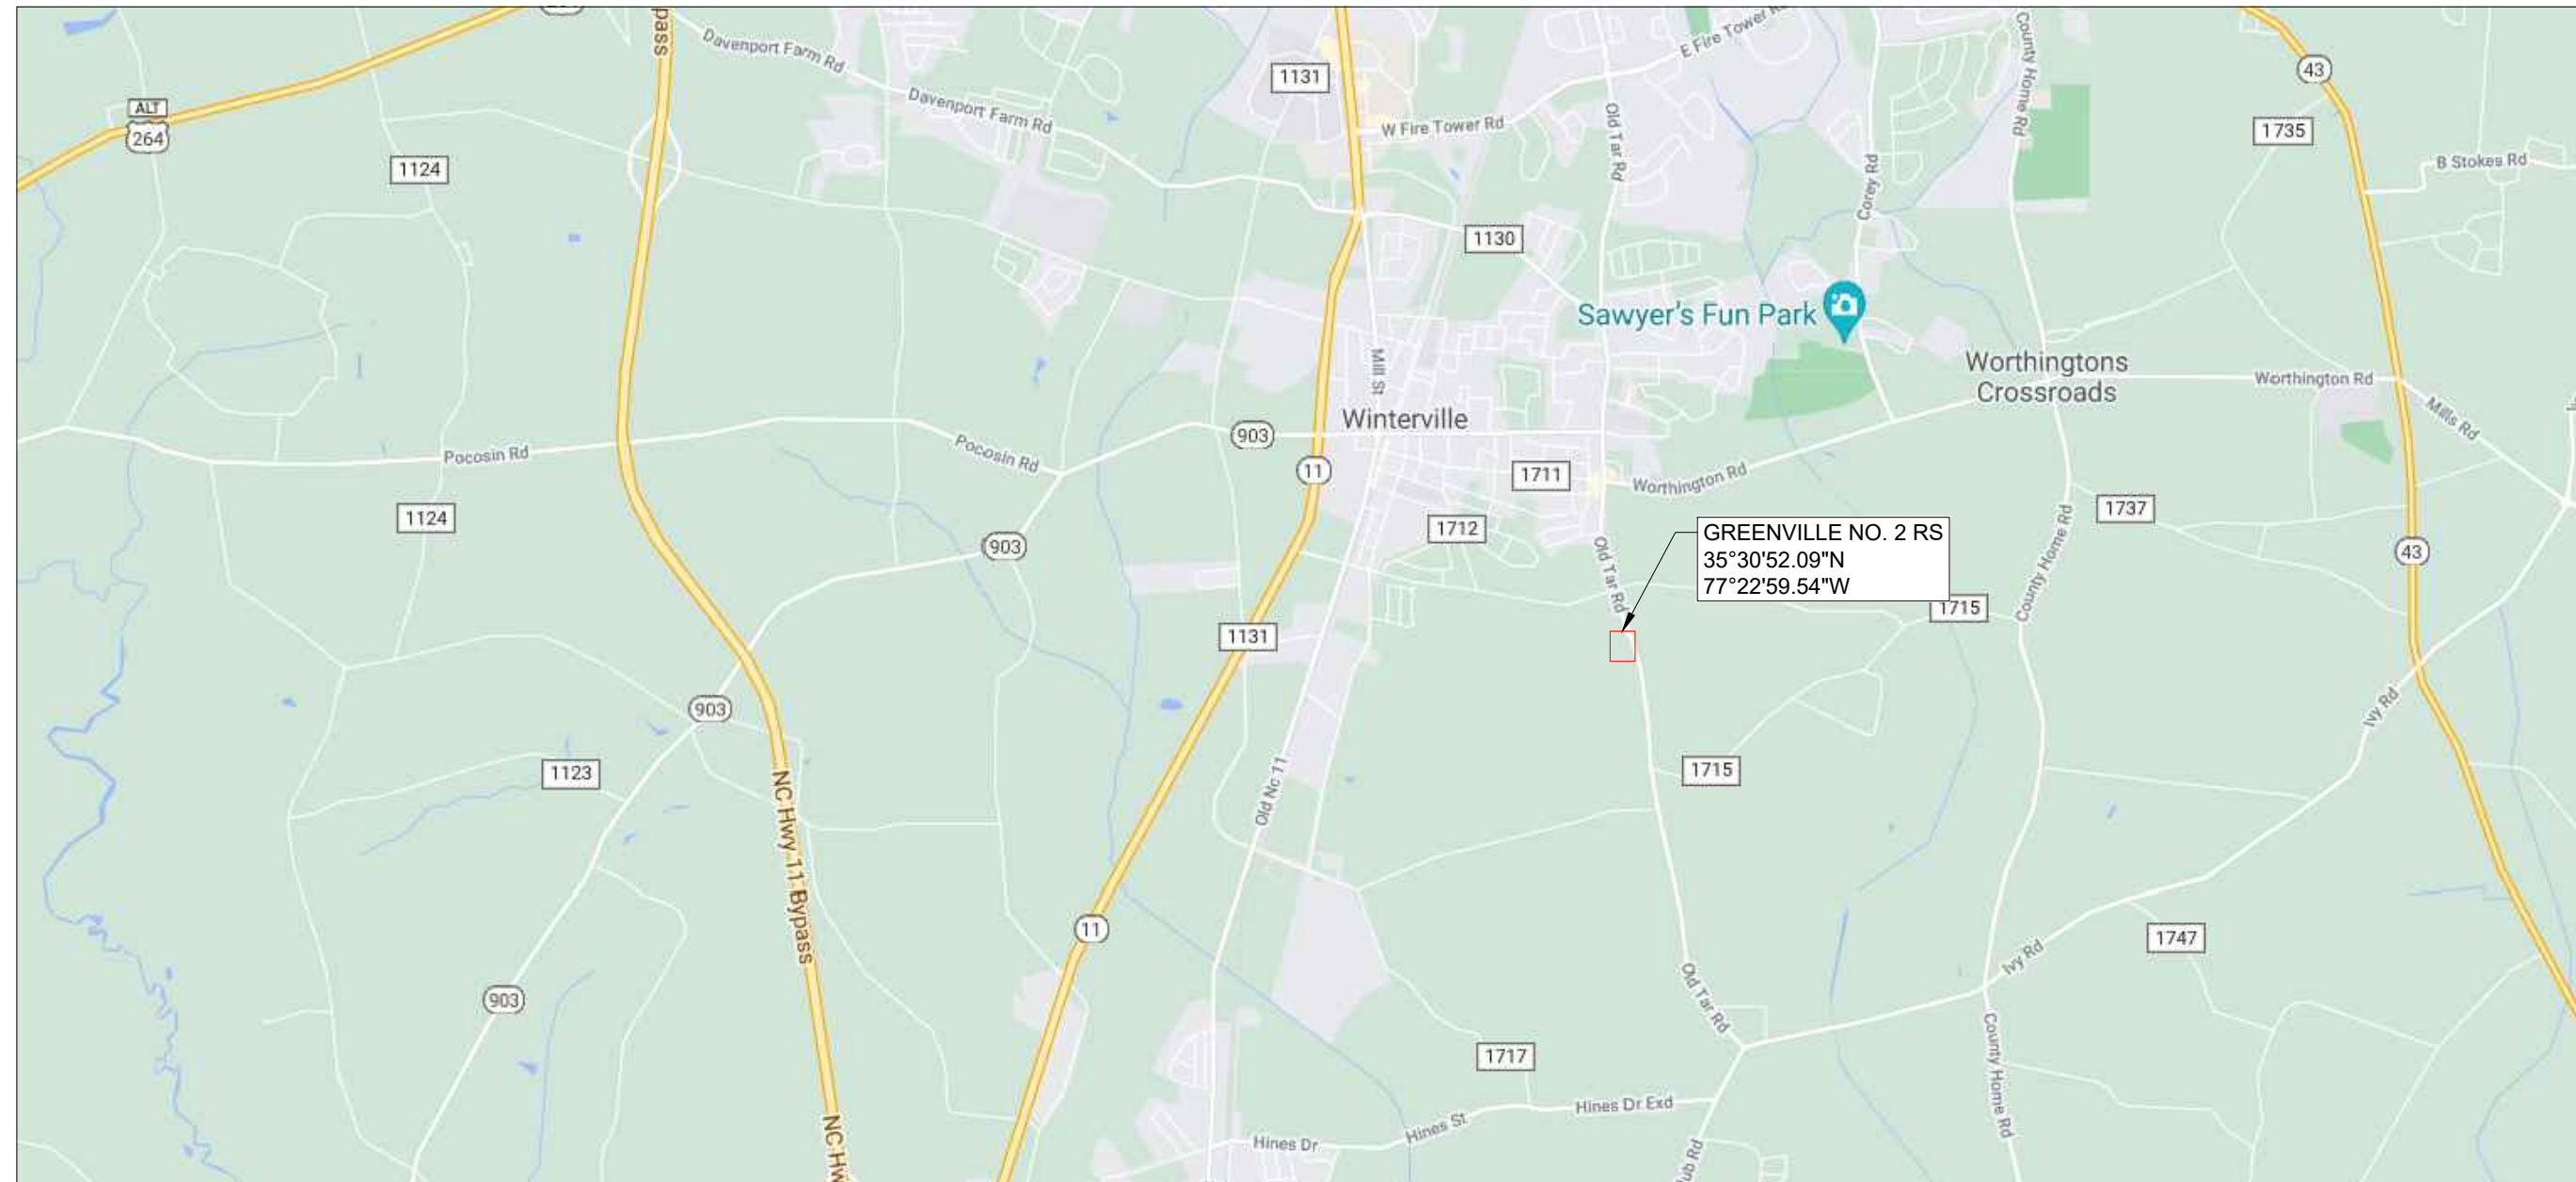 pass
Davenport Farm Rd
E Fire Tower
County Home Rd
43
1131
ALT
264
Davenport Farm Rd
W Fire Tower Rd
Old Tar Rd
1735
B Stokes Rd
1124
Corey Rd
1130
Sawyer's Fun Park
Mill St
Worthingtons
Crossroads
Worthington Rd
Mills Rd
Winterville
903
Pocosin Rd
Pocosin Rd
11
1711
Worthington Rd
1737
1124
1712
County Home Rd
903
GREENVILLE NO. 2 RS
35°30'52.09"N
77°22'59.54"W
43
Old Tar Rd
1715
1131
903
Ivy Rd
1123
1715
NC Hwy 11 Bypass
Old Nc 11
11
1747
Ivy Rd
903
Old Tar Rd
1717
County Home Rd
Hines Dr Exd
Hines St
Hines Dr
NC Hw
ub Rd